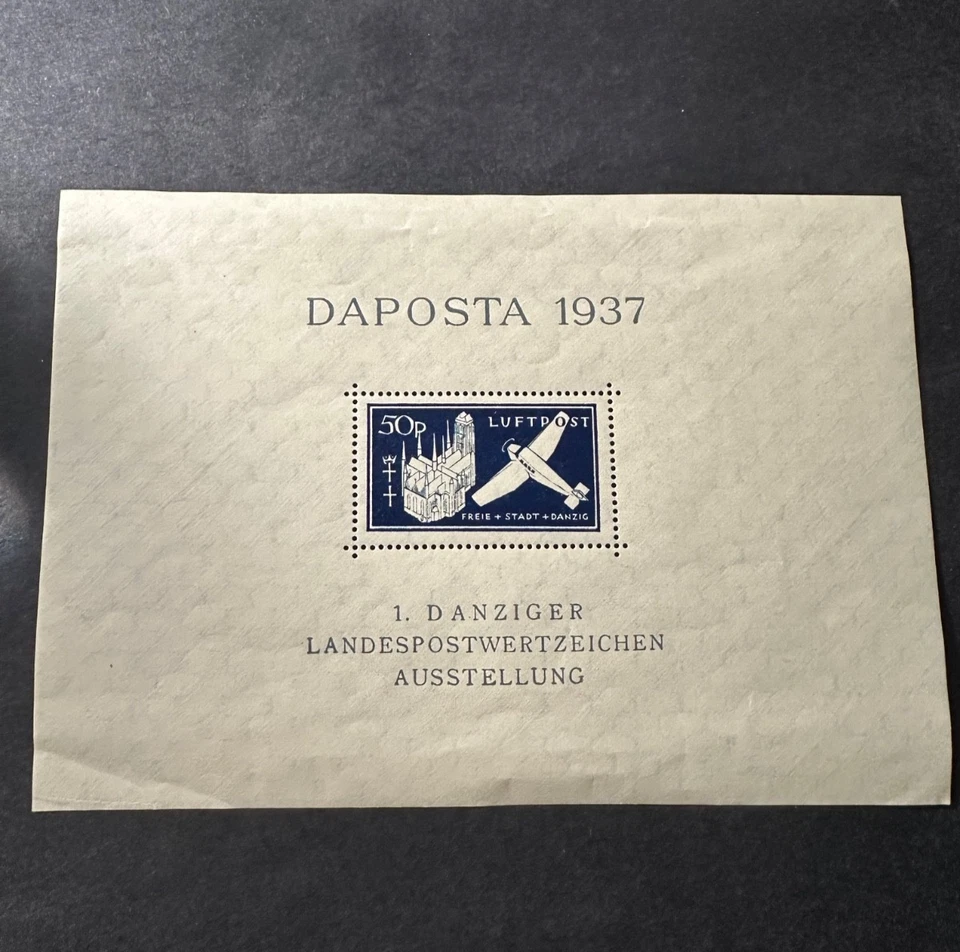 DAPOSTA 1937
50p
LUFTPOST
FREIE + STADT + DANZIG
1. DANZIGER
LANDESPOSTWERTZEICHEN
AUSSTELLUNG